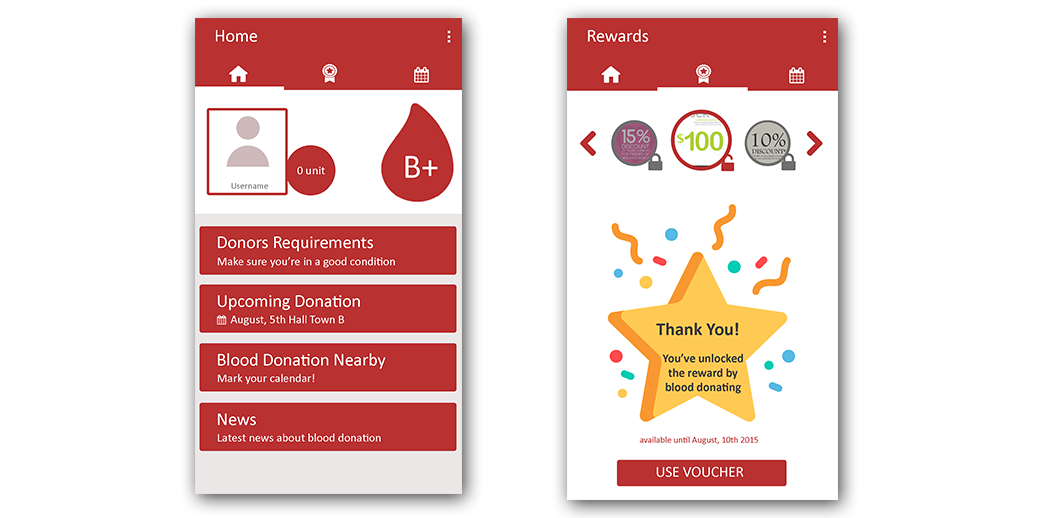 Home
Username
0 unit
B+
Donors Requirements
Make sure you're in a good condition
Upcoming Donation
August, 5th Hall Town B
Blood Donation Nearby
Mark your calendar!
News
Latest news about blood donation
Rewards
15%
DISCOUNT
$100
10%
DISCOUNT*
Thank You!
You've unlocked
the reward by
blood donating
available until August, 10th 2015
USE VOUCHER